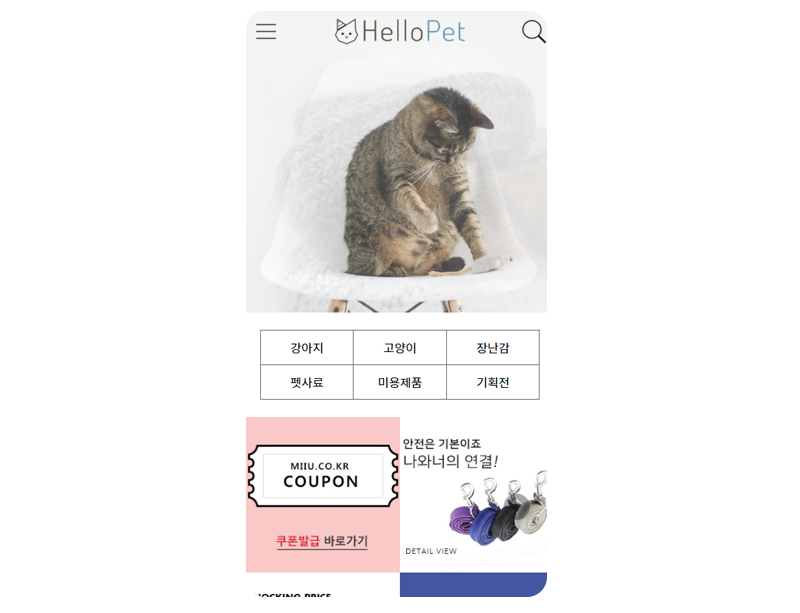 HelloPet
강아지 고양이 장난감
펫사료 미용제품 기획전
MIIU.CO.KR
COUPON
쿠폰발급 바로가기
안전은 기본이죠
나와너의 연결!
DETAIL VIEW
PRICE